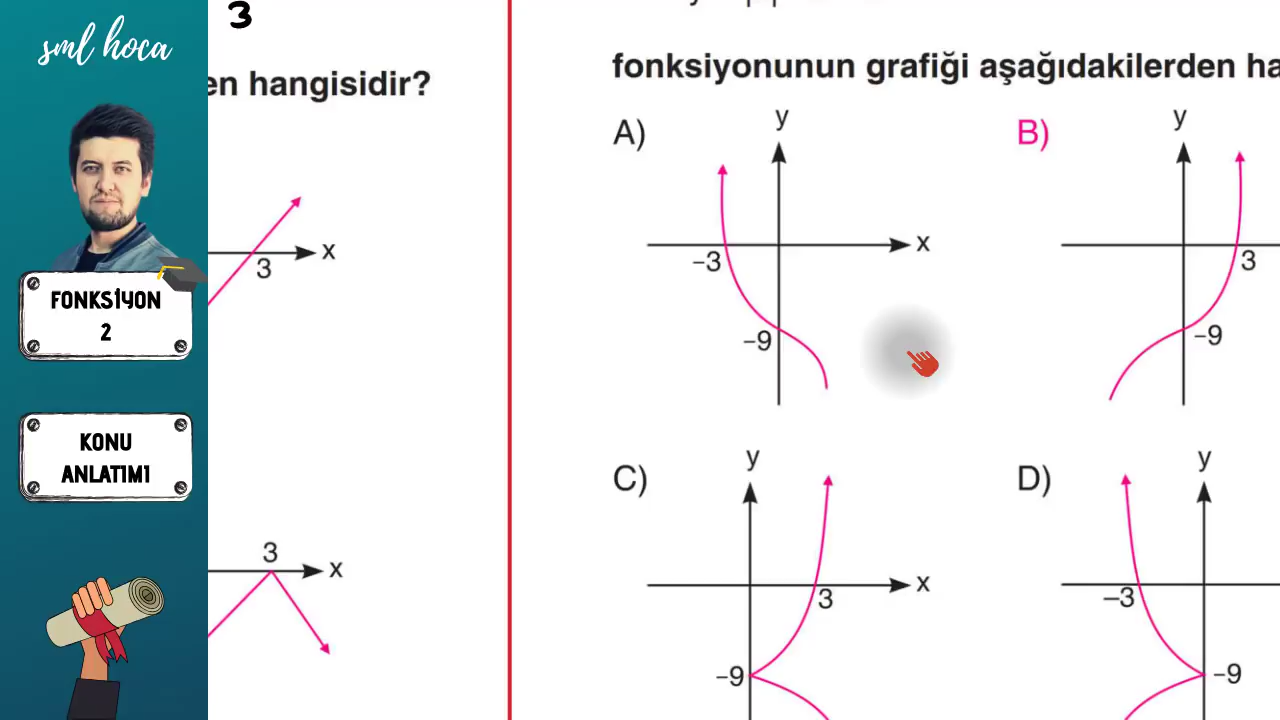 sml hoca
FONKSİYON
2
KONU
ANLATIMI
3
en hangisidir?
x
3
3
x
fonksiyonunun grafiği aşağıdakilerden ha
A)
y
x
−3
−9
B)
y
3
−9
C)
y
x
3
−9
D)
y
−3
−9